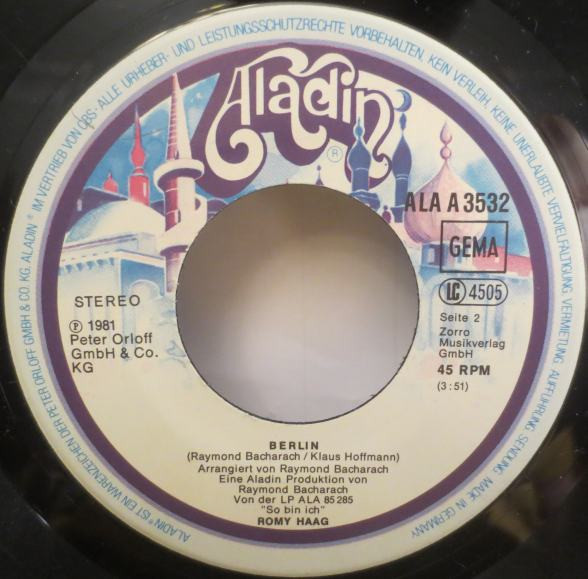 IM VERTRIEB VON CBS · ALLE URHEBER- UND LEISTUNGSSCHUTZRECHTE VORBEHALTEN, KEIN VERLEIH, KEINE UNERLAUBTE VERVIELFÄLTIGUNG, VERMIETUNG, AUFFÜHRUNG, SENDUNG, MADE IN GERMANY
ALADIN® IST EIN WARENZEICHEN DER PETER ORLOFF GMBH & CO. KG. ALADIN®
Aladin
®
ALA A 3532
GEMA
LC 4505
STEREO
℗ 1981
Peter Orloff
GmbH & Co.
KG
Seite 2
Zorro
Musikverlag
GmbH
45 RPM
(3:51)
BERLIN
(Raymond Bacharach / Klaus Hoffmann)
Arrangiert von Raymond Bacharach
Eine Aladin Produktion von
Raymond Bacharach
Von der LP ALA 85 285
"So bin ich"
ROMY HAAG